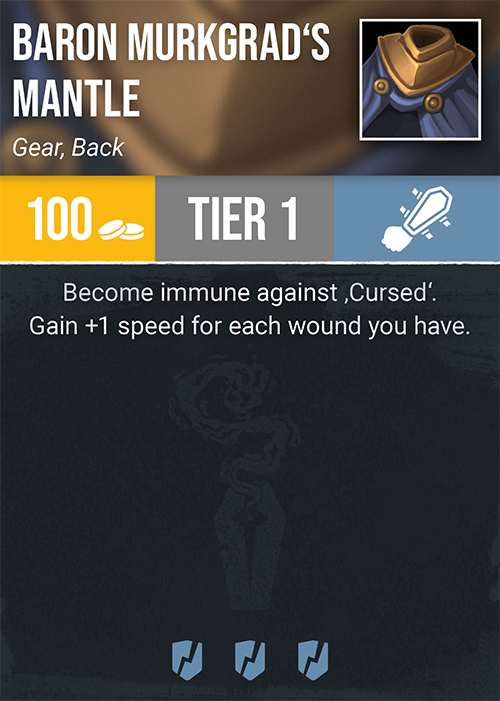 BARON MURKGRAD‘S
MANTLE
Gear, Back
100
TIER 1
Become immune against ‚Cursed‘.
Gain +1 speed for each wound you have.